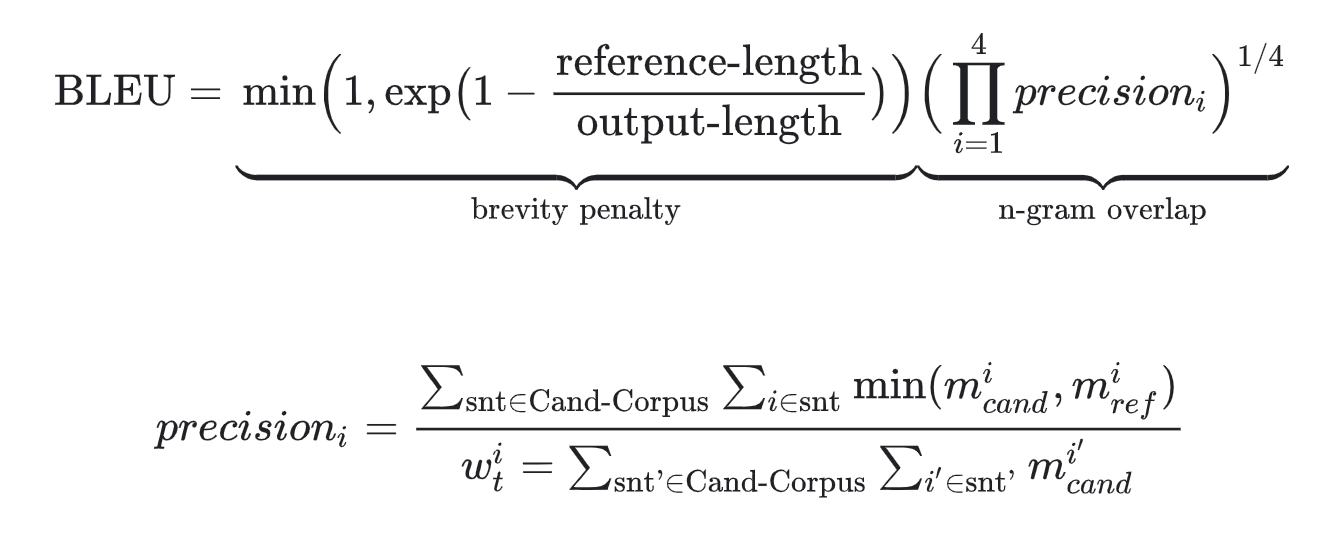 BLEU = min(1, exp(1 − reference-length / output-length)) (∏_{i=1}^{4} precision_i)^{1/4}
brevity penalty n-gram overlap
precision_i = ∑_{snt∈Cand-Corpus} ∑_{i∈snt} min(m^i_{cand}, m^i_{ref}) / w_t^i = ∑_{snt’∈Cand-Corpus} ∑_{i′∈snt’} m^{i′}_{cand}